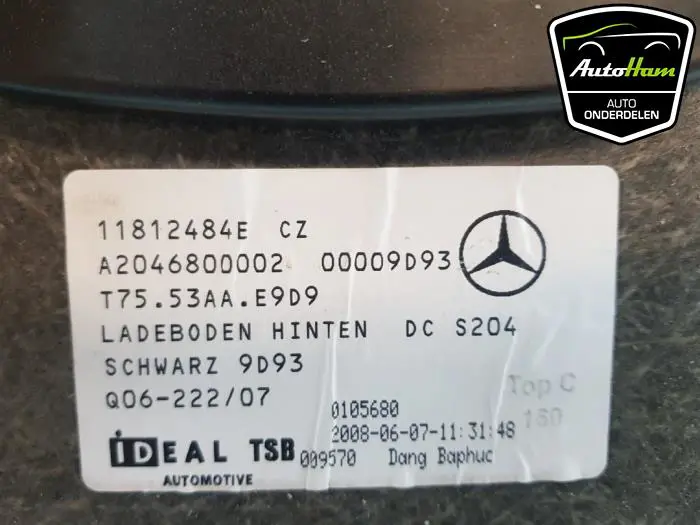 AutoHam
AUTO
ONDERDELEN
11812484E CZ
A2046800002 00009D93
T75.53AA.E9D9
LADEBODEN HINTEN DC S204
SCHWARZ 9D93
Q06-222/07
Top C
160
0105680
2008-06-07-11:31:48
iDEAL TSB 009570 Dang Baphuc
AUTOMOTIVE